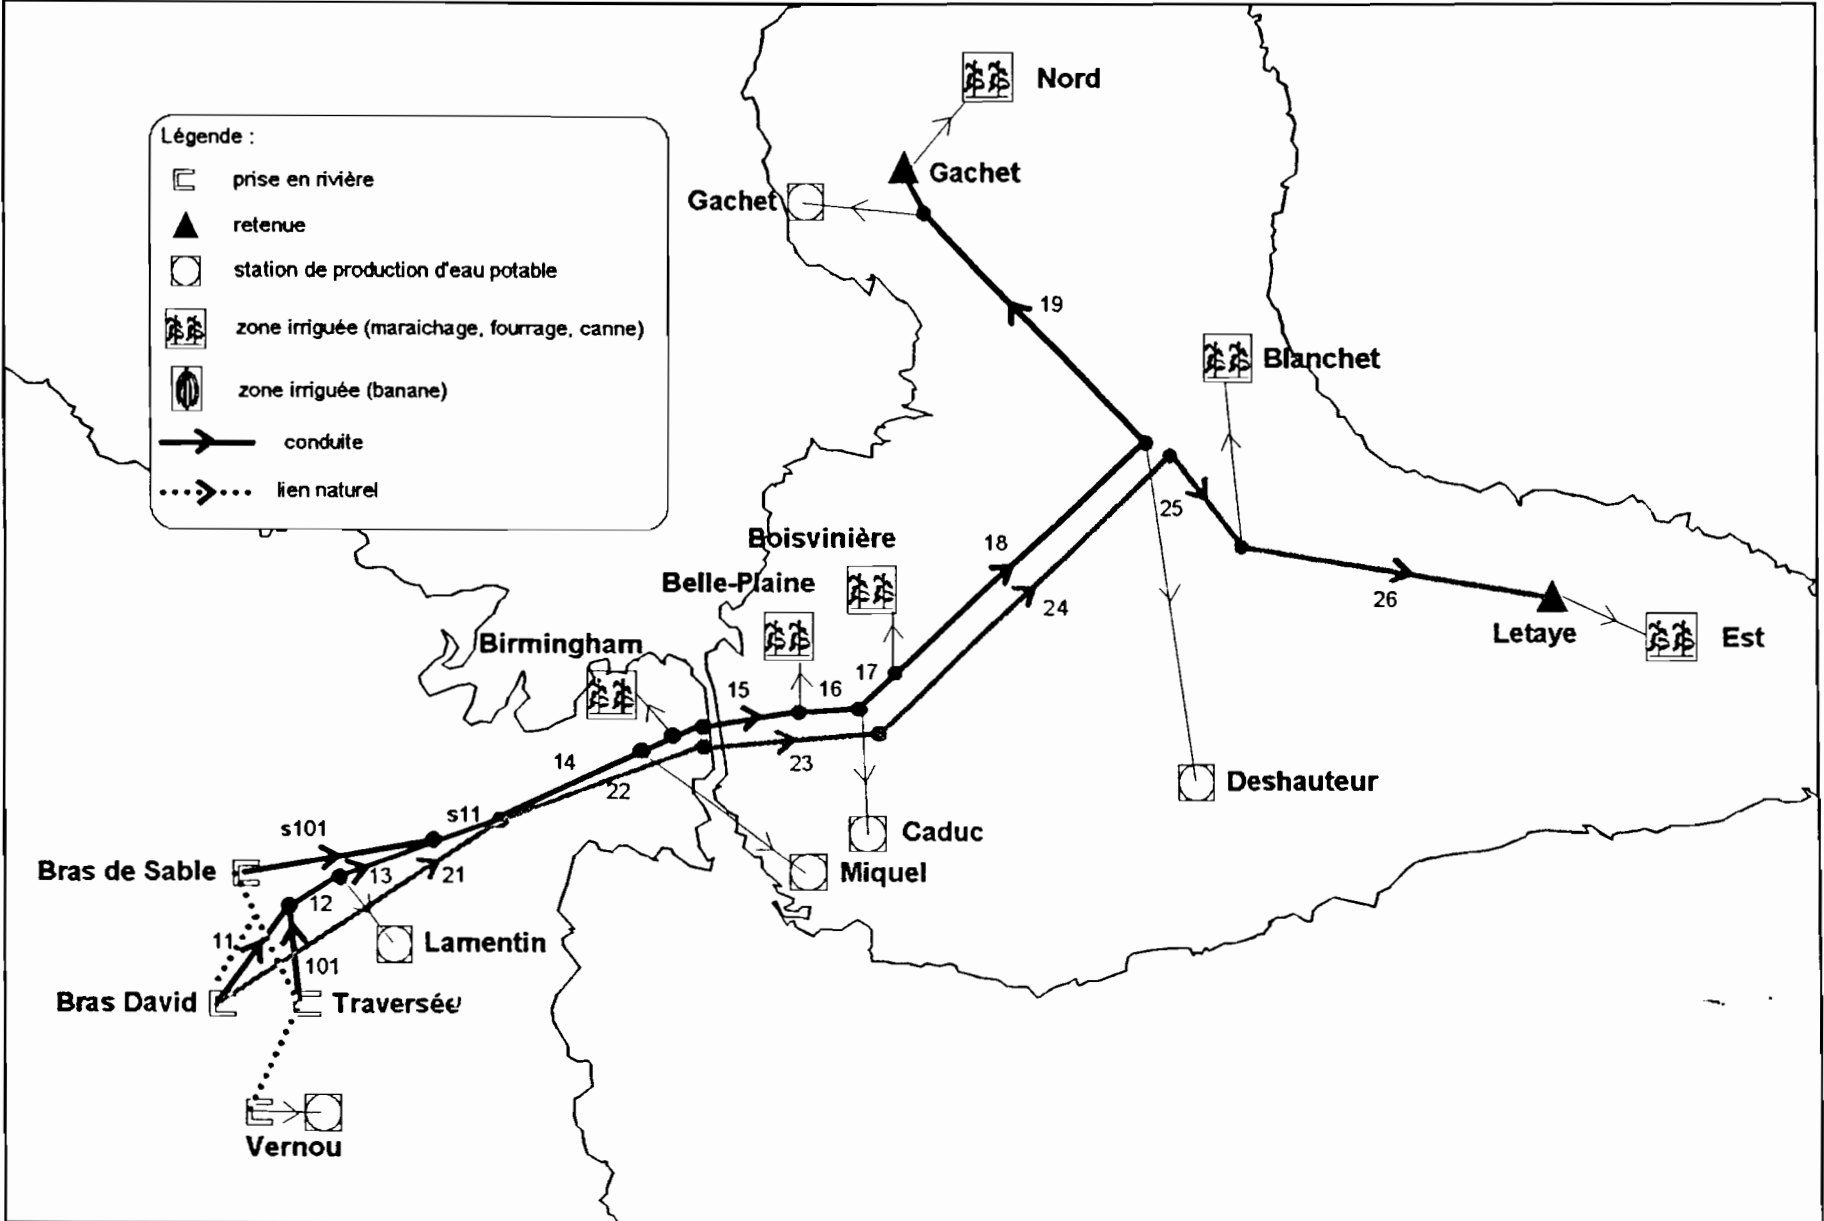 Nord
Légende :
prise en rivière
Gachet
Gachet
retenue
station de production d'eau potable
19
zone irriguée (maraichage, fourrage, canne)
Blanchet
zone irriguée (banane)
conduite
lien naturel
25
Boisvinière
18
Belle-Plaine
24
26
Birmingham
Letaye
Est
17
15
16
14
23
22
Deshauteur
s11
s101
Caduc
Bras de Sable
13
21
Miquel
12
11
Lamentin
101
Bras David
Traversée
Vernou